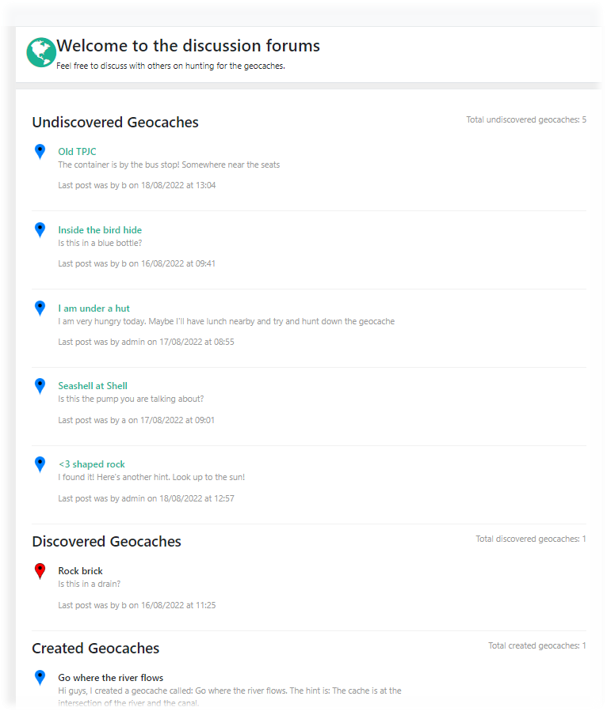 Welcome to the discussion forums
Feel free to discuss with others on hunting for the geocaches.
Undiscovered Geocaches
Total undiscovered geocaches: 5
Old TPJC
The container is by the bus stop! Somewhere near the seats
Last post was by b on 18/08/2022 at 13:04
Inside the bird hide
Is this in a blue bottle?
Last post was by b on 16/08/2022 at 09:41
I am under a hut
I am very hungry today. Maybe I'll have lunch nearby and try and hunt down the geocache
Last post was by admin on 17/08/2022 at 08:55
Seashell at Shell
Is this the pump you are talking about?
Last post was by a on 17/08/2022 at 09:01
<3 shaped rock
I found it! Here's another hint. Look up to the sun!
Last post was by admin on 18/08/2022 at 12:57
Discovered Geocaches
Total discovered geocaches: 1
Rock brick
Is this in a drain?
Last post was by b on 16/08/2022 at 11:25
Created Geocaches
Total created geocaches: 1
Go where the river flows
Hi guys, I created a geocache called: Go where the river flows. The hint is: The cache is at the
intersection of the river and the canal.